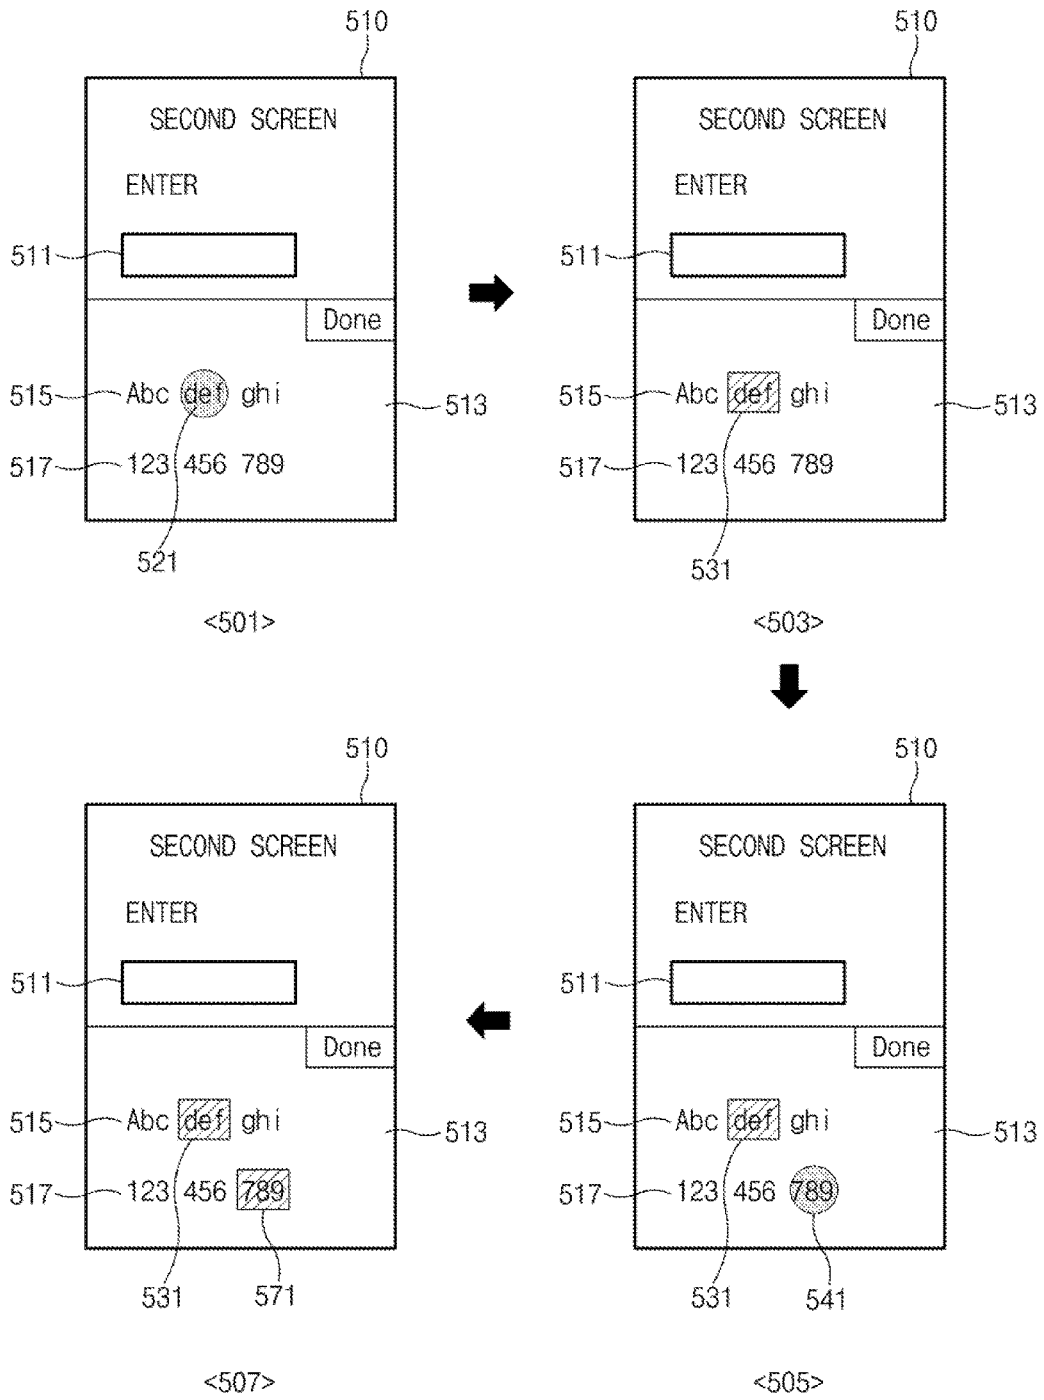 510
SECOND SCREEN
ENTER
511
Done
515 Abc def ghi
513
517 123 456 789
521
<501>
510
SECOND SCREEN
ENTER
511
Done
515 Abc def ghi
513
517 123 456 789
531
<503>
510
SECOND SCREEN
ENTER
511
Done
515 Abc def ghi
513
517 123 456 789
531 571
<507>
510
SECOND SCREEN
ENTER
511
Done
515 Abc def ghi
513
517 123 456 789
531 541
<505>